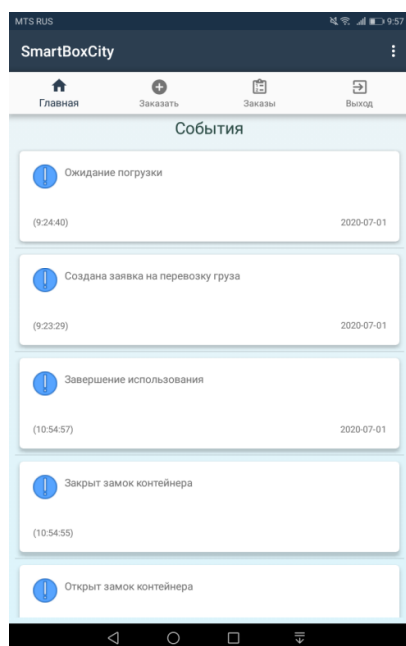 MTS RUS 9:57
SmartBoxCity
Главная Заказать Заказы Выход
События
Ожидание погрузки
(9:24:40) 2020-07-01
Создана заявка на перевозку груза
(9:23:29) 2020-07-01
Завершение использования
(10:54:57) 2020-07-01
Закрыт замок контейнера
(10:54:55)
Открыт замок контейнера